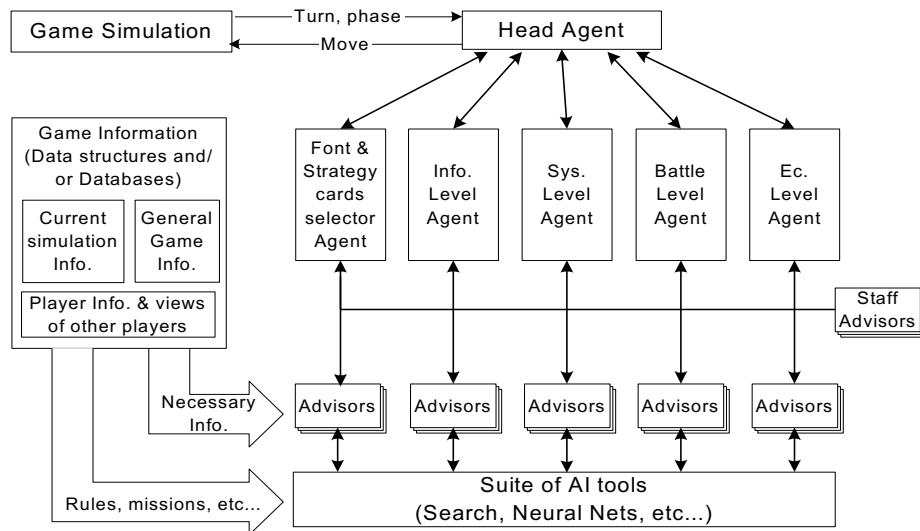 Game Simulation
Turn, phase
Move
Head Agent
Game Information
(Data structures and/
or Databases)
Current
simulation
Info.
General
Game
Info.
Player Info. & views
of other players
Font &
Strategy
cards
selector
Agent
Info.
Level
Agent
Sys.
Level
Agent
Battle
Level
Agent
Ec.
Level
Agent
Staff
Advisors
Necessary
Info.
Advisors
Advisors
Advisors
Advisors
Advisors
Rules, missions, etc...
Suite of AI tools
(Search, Neural Nets, etc...)